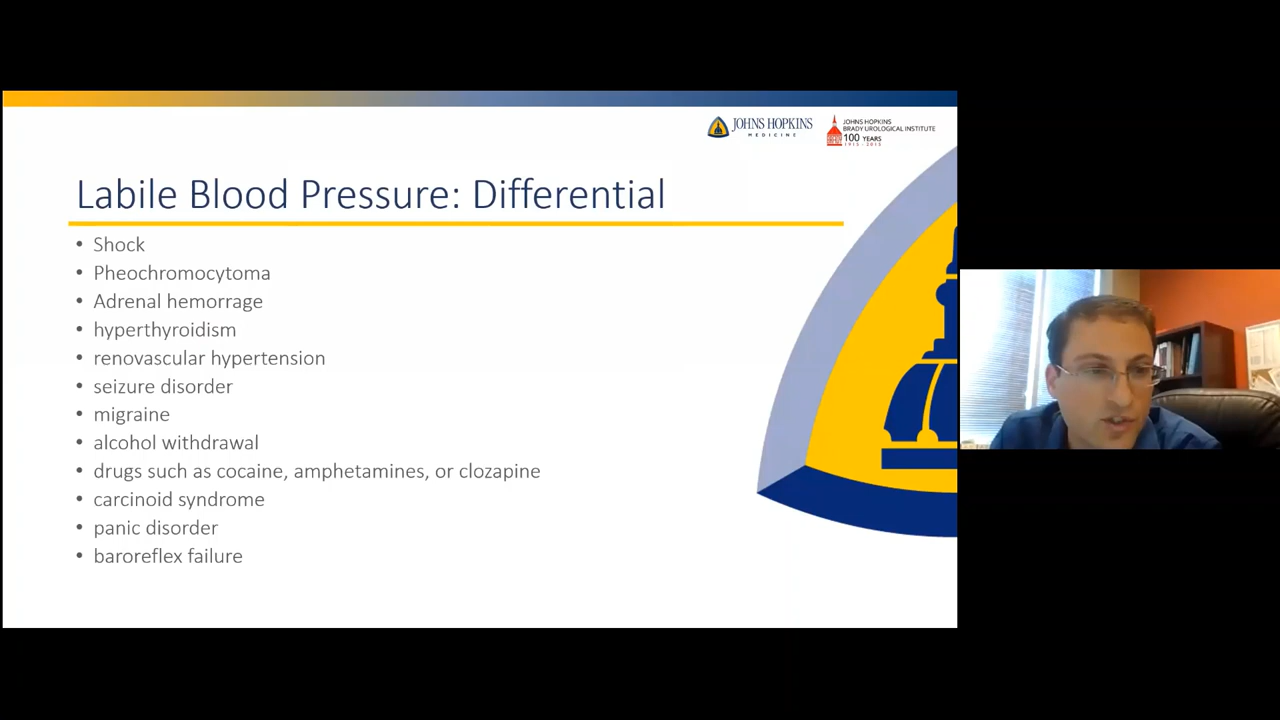 JOHNS HOPKINS
MEDICINE
JOHNS HOPKINS
BRADY UROLOGICAL INSTITUTE
100 YEARS
1915 - 2015
Labile Blood Pressure: Differential
• Shock
• Pheochromocytoma
• Adrenal hemorrage
• hyperthyroidism
• renovascular hypertension
• seizure disorder
• migraine
• alcohol withdrawal
• drugs such as cocaine, amphetamines, or clozapine
• carcinoid syndrome
• panic disorder
• baroreflex failure